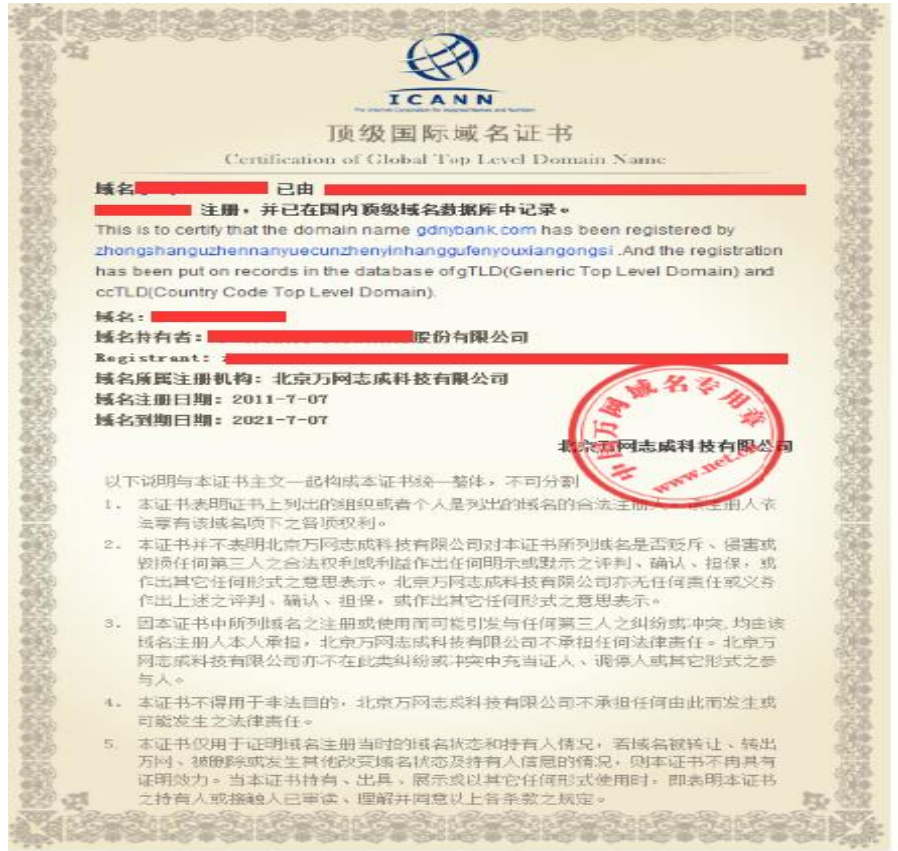 ICANN
The Internet Corporation for Assigned Names and Numbers
顶级国际域名证书
Certification of Global Top Level Domain Name
域名 已由
注册，并已在国内顶级域名数据库中记录。
This is to certify that the domain name gdnybank.com has been registered by
zhongshanguzhennanyuecunzhenyinhanggufenyouxiangongsi .And the registration
has been put on records in the database of gTLD(Generic Top Level Domain) and
ccTLD(Country Code Top Level Domain).
域名：
域名持有者： 股份有限公司
Registrant:
域名所属注册机构：北京万网志成科技有限公司
域名注册日期：2011-7-07
域名到期日期：2021-7-07
中国万网域名专用章
www.net.cn
北京万网志成科技有限公司
以下说明与本证书主文一起构成本证书统一整体，不可分割
1. 本证书表明证书上列出的组织或者个人是列出的域名的合法注册人。该注册人依
法享有该域名项下之各项权利。
2. 本证书并不表明北京万网志成科技有限公司对本证书所列域名是否贬斥、侵害或
毁损任何第三人之合法权利或利益作出任何明示或默示之评判、确认、担保，或
作出其它任何形式之意思表示。北京万网志成科技有限公司亦无任何责任或义务
作出上述之评判、确认、担保，或作出其它任何形式之意思表示。
3. 因本证书中所列域名之注册或使用而可能引发与任何第三人之纠纷或冲突，均由该
域名注册人本人承担，北京万网志成科技有限公司不承担任何法律责任。北京万
网志成科技有限公司亦不在此类纠纷或冲突中充当证人、调停人或其它形式之参
与人。
4. 本证书不得用于非法目的，北京万网志成科技有限公司不承担任何由此而发生或
可能发生之法律责任。
5. 本证书仅用于证明域名注册当时的域名状态和持有人情况，若域名被转让、转出
万网、被删除或发生其他改变域名状态及持有人信息的情况，则本证书不再具有
证明效力。当本证书持有、出具、展示或以其它任何形式使用时，即表明本证书
之持有人或接触人已审读、理解并同意以上各条款之规定。